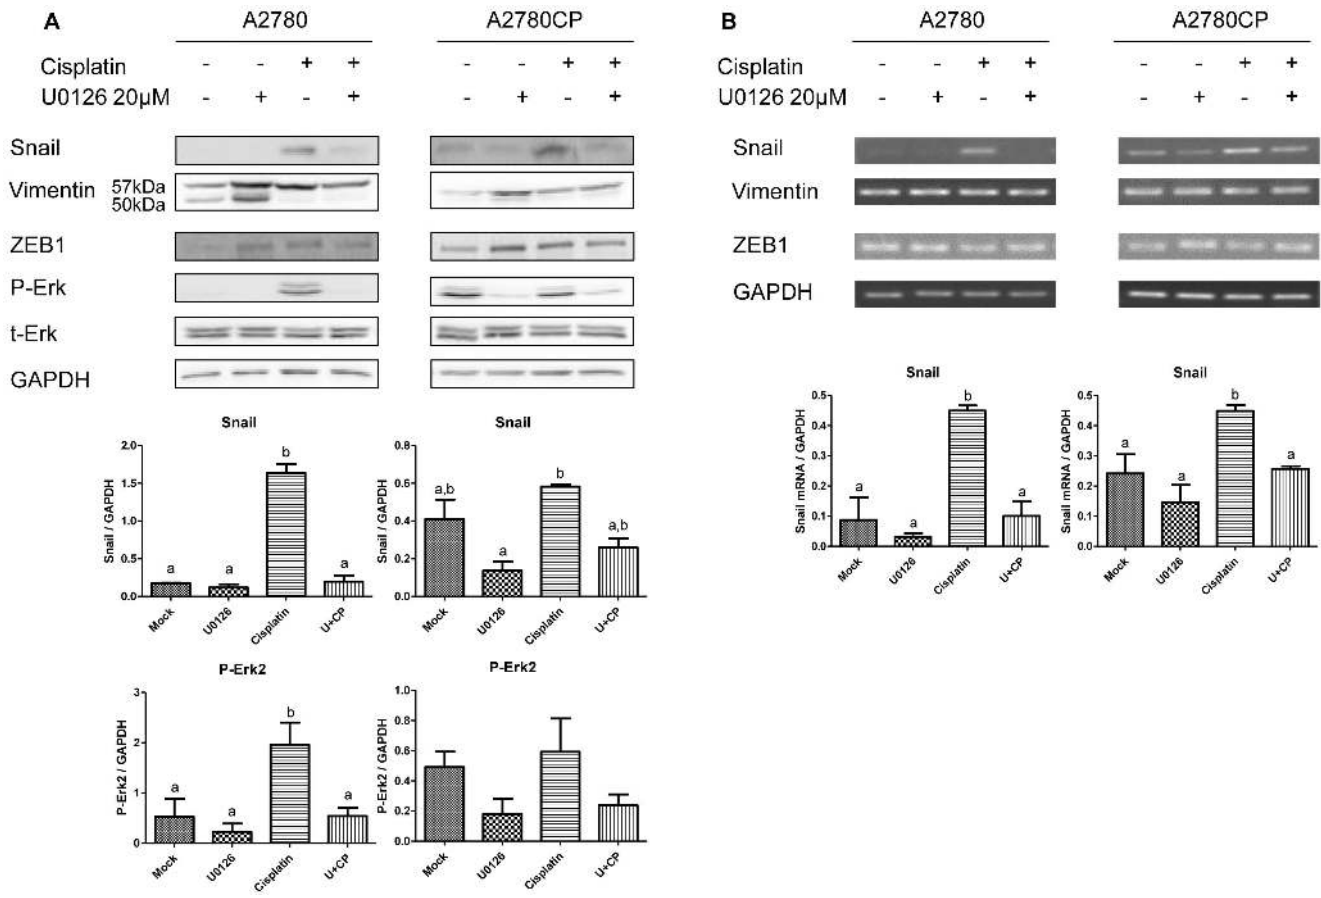 A
A2780
A2780CP
Cisplatin - - + + - - + +
U0126 20μM - + - + - + - +
Snail
Vimentin 57kDa
50kDa
ZEB1
P-Erk
t-Erk
GAPDH
Snail
Snail / GAPDH
2.0
1.5
1.0
0.5
0.0
a
a
b
a
Mock
U0126
Cisplatin
U+CP
Snail
Snail / GAPDH
0.8
0.6
0.4
0.2
0.0
a,b
a
b
a,b
Mock
U0126
Cisplatin
U+CP
P-Erk2
P-Erk2 / GAPDH
3
2
1
0
a
a
b
a
Mock
U0126
Cisplatin
U+CP
P-Erk2
P-Erk2 / GAPDH
1.0
0.8
0.6
0.4
0.2
0.0
Mock
U0126
Cisplatin
U+CP
B
A2780
A2780CP
Cisplatin - - + + - - + +
U0126 20μM - + - + - + - +
Snail
Vimentin
ZEB1
GAPDH
Snail
Snail mRNA / GAPDH
0.5
0.4
0.3
0.2
0.1
0.0
a
a
b
a
Mock
U0126
Cisplatin
U+CP
Snail
Snail mRNA / GAPDH
0.5
0.4
0.3
0.2
0.1
0.0
a
a
b
a
Mock
U0126
Cisplatin
U+CP